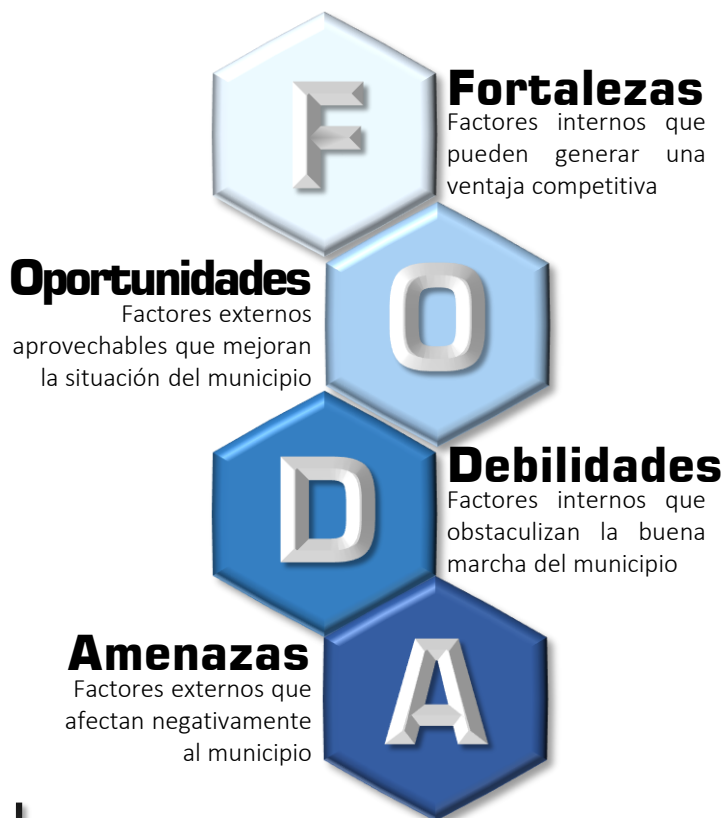 F
Fortalezas
Factores internos que
pueden generar una
ventaja competitiva
Oportunidades
Factores externos
aprovechables que mejoran
la situación del municipio
O
D
Debilidades
Factores internos que
obstaculizan la buena
marcha del municipio
Amenazas
Factores externos que
afectan negativamente
al municipio
A